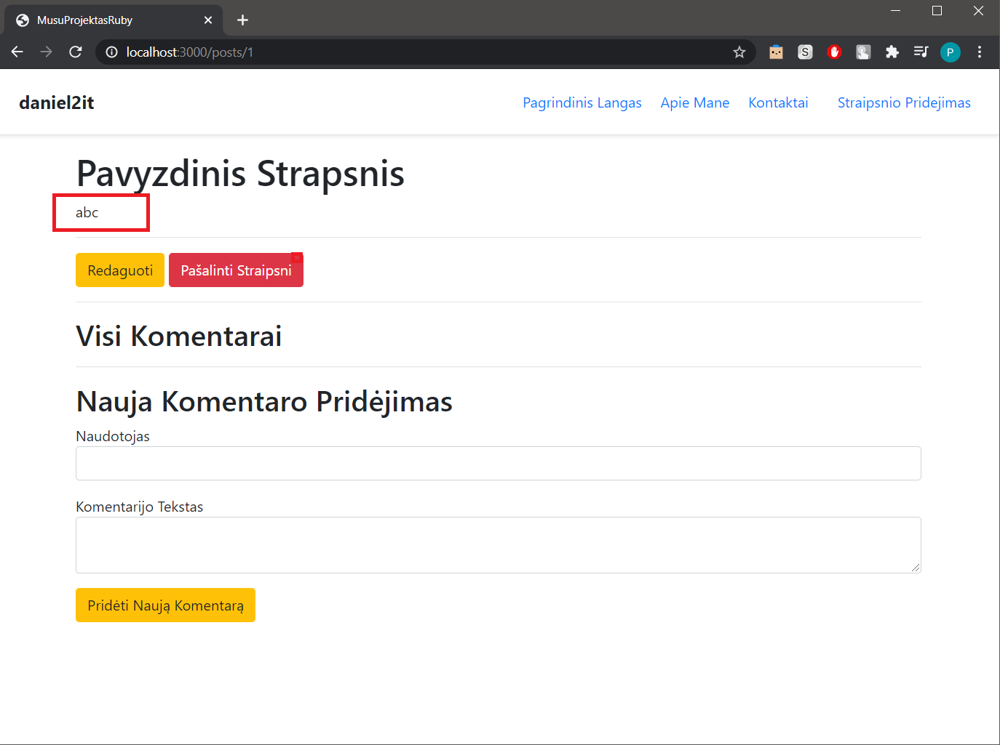 MusuProjektasRuby
localhost:3000/posts/1
S
P
daniel2it
Pagrindinis Langas Apie Mane Kontaktai Straipsnio Pridejimas
Pavyzdinis Strapsnis
abc
Redaguoti Pašalinti Straipsni
Visi Komentarai
Nauja Komentaro Pridėjimas
Naudotojas
Komentarijo Tekstas
Pridėti Naują Komentarą